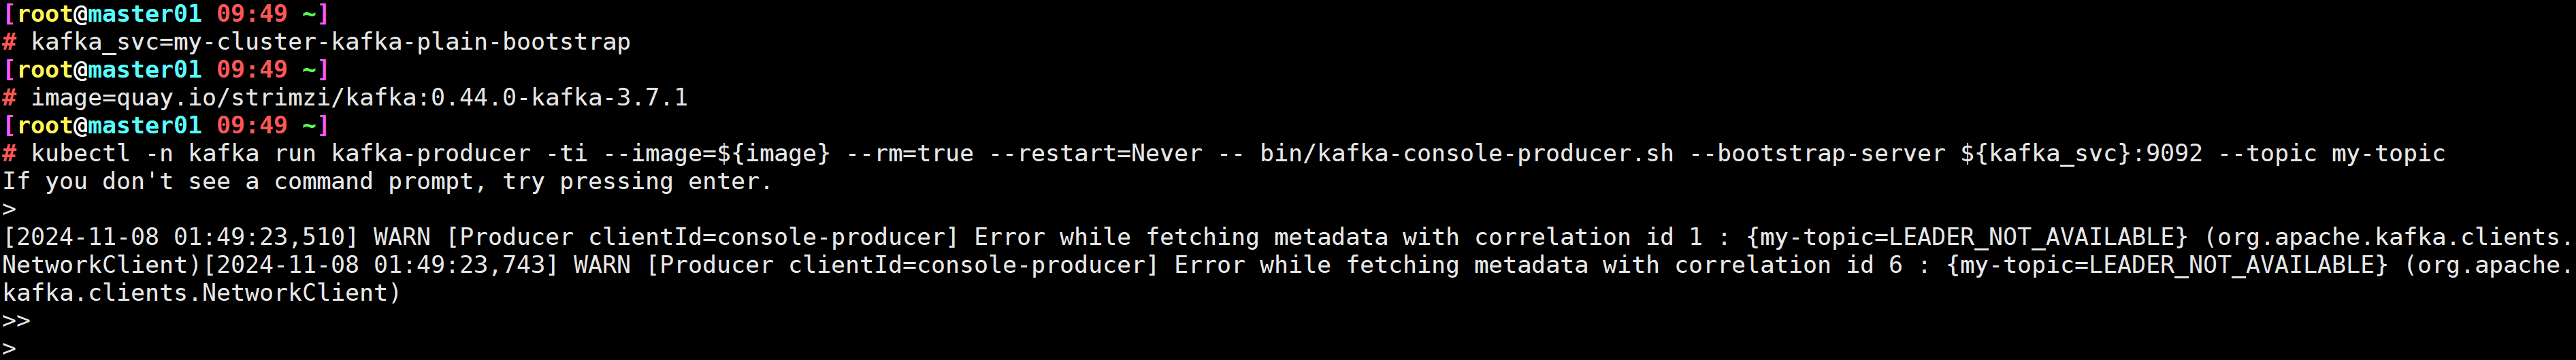 [root@master01 09:49 ~]
# kafka_svc=my-cluster-kafka-plain-bootstrap
[root@master01 09:49 ~]
# image=quay.io/strimzi/kafka:0.44.0-kafka-3.7.1
[root@master01 09:49 ~]
# kubectl -n kafka run kafka-producer -ti --image=${image} --rm=true --restart=Never -- bin/kafka-console-producer.sh --bootstrap-server ${kafka_svc}:9092 --topic my-topic
If you don't see a command prompt, try pressing enter.
>
[2024-11-08 01:49:23,510] WARN [Producer clientId=console-producer] Error while fetching metadata with correlation id 1 : {my-topic=LEADER_NOT_AVAILABLE} (org.apache.kafka.clients.
NetworkClient)[2024-11-08 01:49:23,743] WARN [Producer clientId=console-producer] Error while fetching metadata with correlation id 6 : {my-topic=LEADER_NOT_AVAILABLE} (org.apache.
kafka.clients.NetworkClient)
>>
>